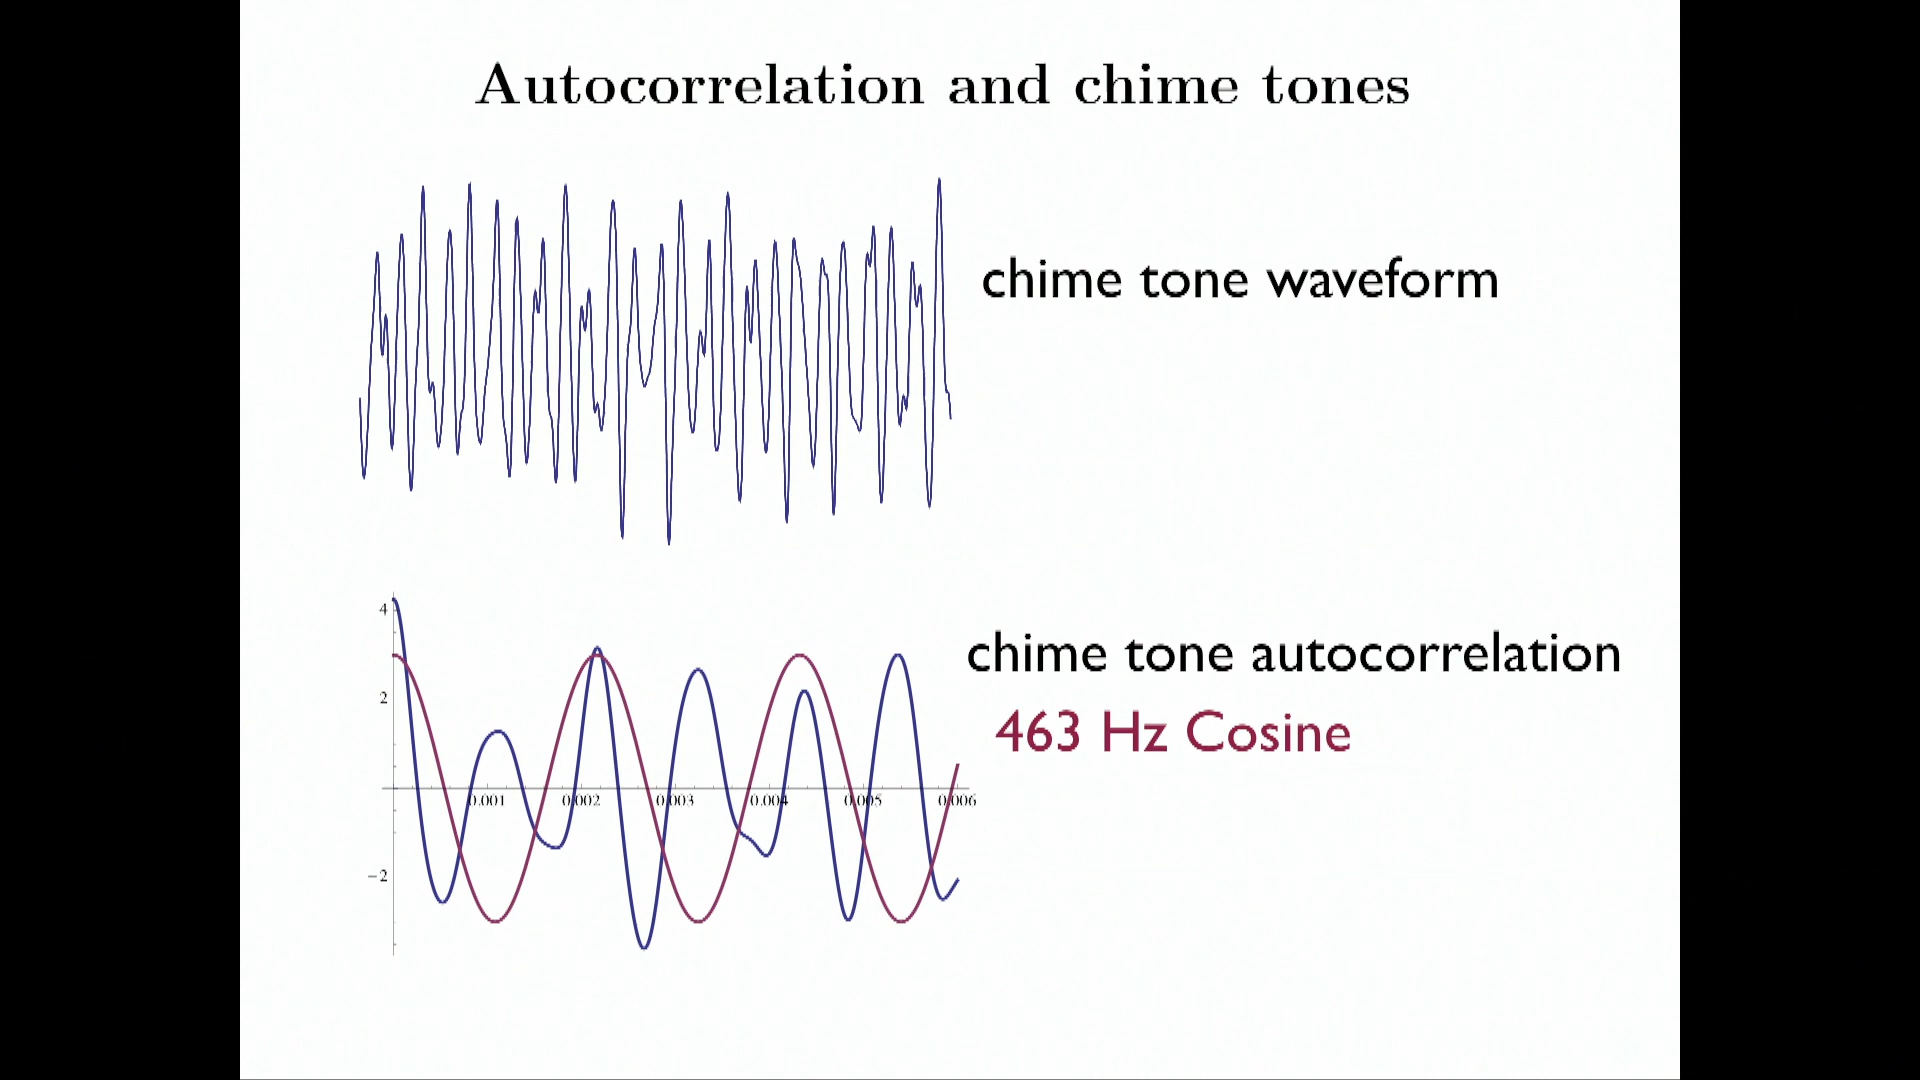 Autocorrelation and chime tones
chime tone waveform
4
2
0.001 0.002 0.003 0.004 0.005 0.006
−2
chime tone autocorrelation
463 Hz Cosine